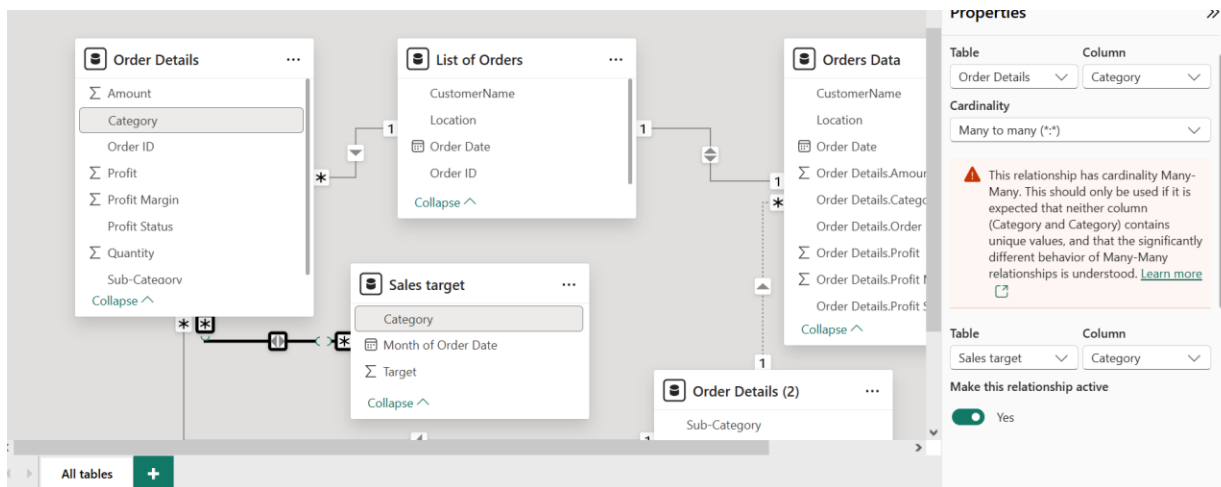 Order Details
Σ Amount
Category
Order ID
Σ Profit
Σ Profit Margin
Profit Status
Σ Quantity
Sub-Category
Collapse
List of Orders
CustomerName
Location
Order Date
Order ID
Collapse
Orders Data
CustomerName
Location
Order Date
Σ Order Details.Amour
Order Details.Catego
Order Details.Order
Σ Order Details.Profit
Σ Order Details.Profit
Order Details.Profit S
Collapse
1
*
1
1
*
Sales target
Category
Month of Order Date
Σ Target
Collapse
*
*
*
1
Order Details (2)
Sub-Category
All tables
+
Properties
Table
Column
Order Details
Category
Cardinality
Many to many (*:*)
This relationship has cardinality Many-
Many. This should only be used if it is
expected that neither column
(Category and Category) contains
unique values, and that the significantly
different behavior of Many-Many
relationships is understood. Learn more
Table
Column
Sales target
Category
Make this relationship active
Yes